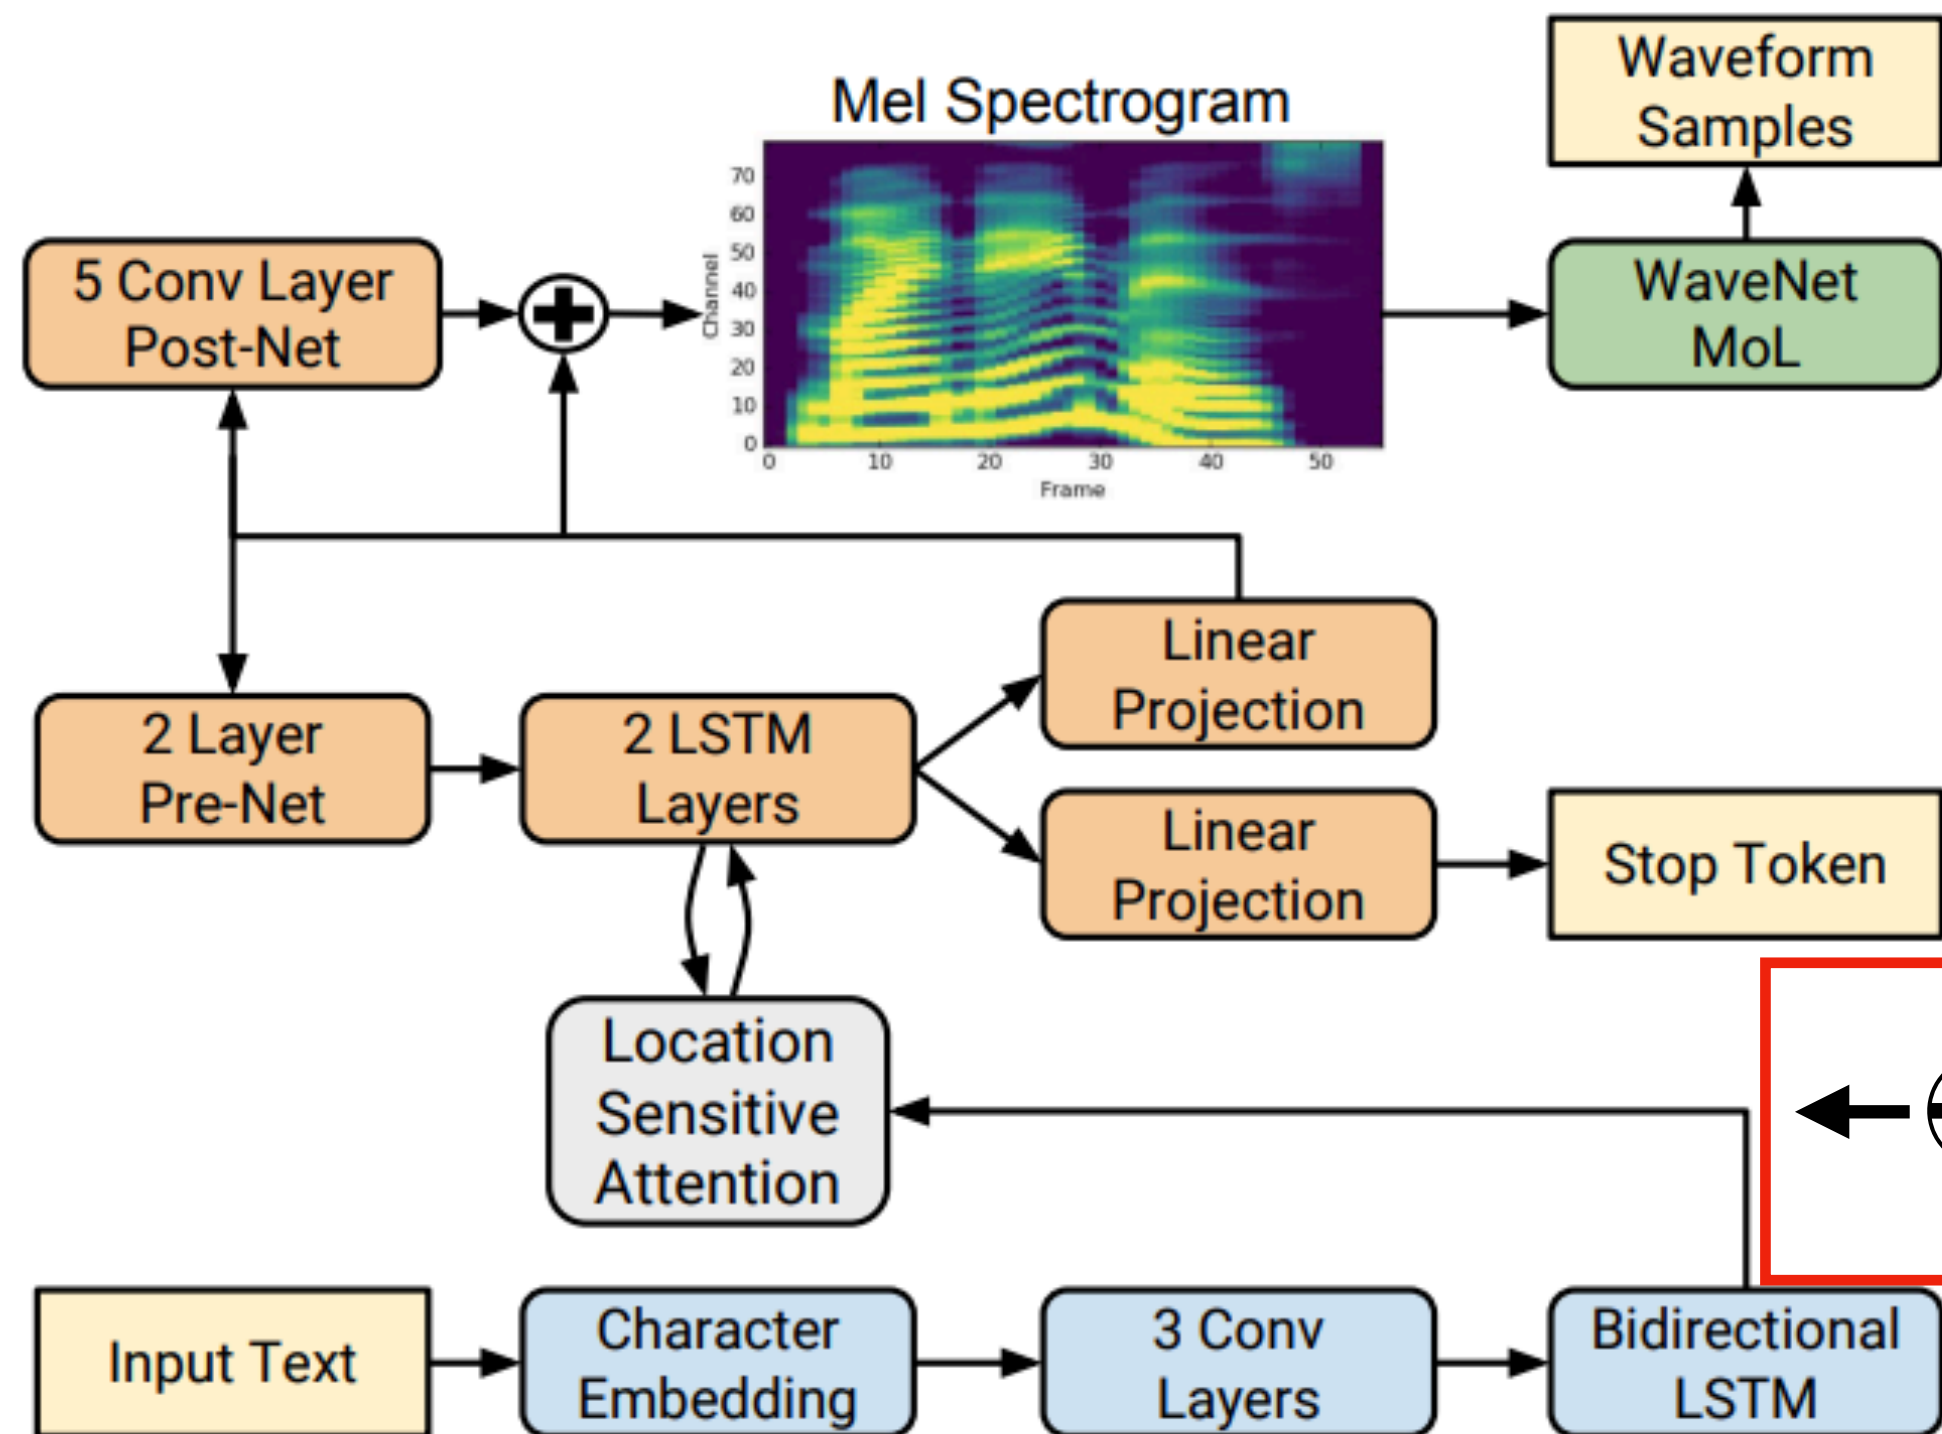 Waveform
Samples
Mel Spectrogram
5 Conv Layer
Post-Net
WaveNet
MoL
Channel
70
60
50
40
30
20
10
0
0 10 20 30 40 50
Frame
Linear
Projection
2 Layer
Pre-Net
2 LSTM
Layers
Linear
Projection
Stop Token
Location
Sensitive
Attention
Input Text
Character
Embedding
3 Conv
Layers
Bidirectional
LSTM